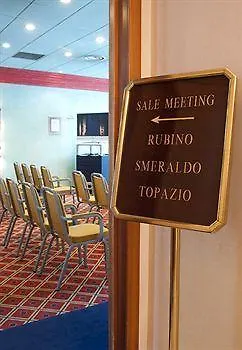 SALE MEETING
←
RUBINO
SMERALDO
TOPAZIO